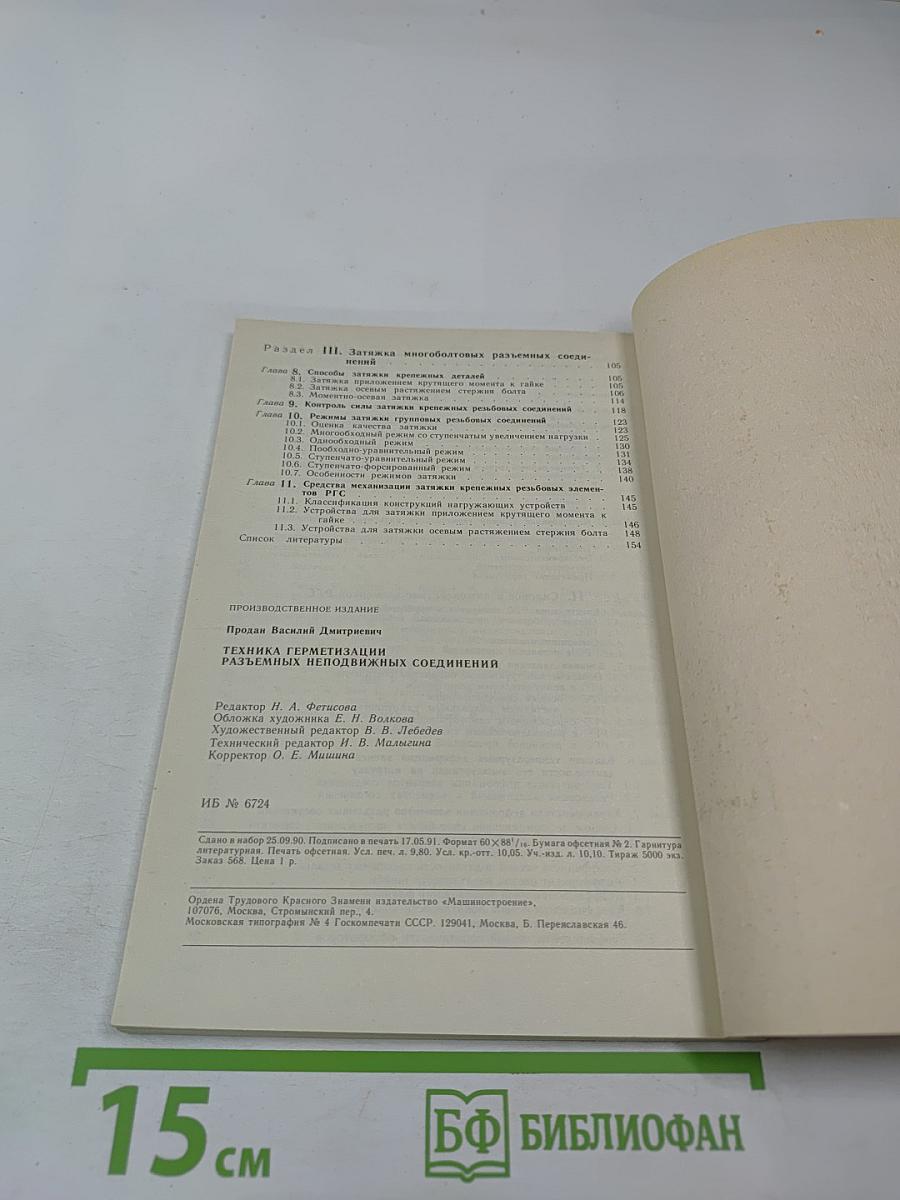 Раздел III. Затяжка многоболтовых разъемных соеди-
нений . . . . . . . . . . . . 105
Глава 8. Способы затяжки крепежных деталей . . . . . 105
8.1. Затяжка приложением крутящего момента к гайке . . . 105
8.2. Затяжка осевым растяжением стержня болта . . . . 106
8.3. Моментно-осевая затяжка . . . . . . . 114
Глава 9. Контроль силы затяжки крепежных резьбовых соединений . 118
Глава 10. Режимы затяжки групповых резьбовых соединений . . 123
10.1. Оценка качества затяжки . . . . . . . 123
10.2. Многообходный режим со ступенчатым увеличением нагрузки . 125
10.3. Однообходный режим . . . . . . . . 130
10.4. Пообходно-уравнительный режим . . . . . . 131
10.5. Ступенчато-уравнительный режим . . . . . . 134
10.6. Ступенчато-форсированный режим . . . . . . 138
10.7. Особенности режимов затяжки . . . . . . 140
Глава 11. Средства механизации затяжки крепежных резьбовых элемен-
тов РГС . . . . . . . . . . . . 145
11.1. Классификация конструкций нагружающих устройств . . . 145
11.2. Устройства для затяжки приложением крутящего момента к
гайке . . . . . . . . . . . . 146
11.3. Устройства для затяжки осевым растяжением стержня болта 148
Список литературы . . . . . . . . . . . 154
ПРОИЗВОДСТВЕННОЕ ИЗДАНИЕ
Продан Василий Дмитриевич
ТЕХНИКА ГЕРМЕТИЗАЦИИ
РАЗЪЕМНЫХ НЕПОДВИЖНЫХ СОЕДИНЕНИЙ
Редактор Н. А. Фетисова
Обложка художника Е. Н. Волкова
Художественный редактор В. В. Лебедев
Технический редактор И. В. Малыгина
Корректор О. Е. Мишина
ИБ № 6724
Сдано в набор 25.09.90. Подписано в печать 17.05.91. Формат 60×88¹/₁₆. Бумага офсетная № 2. Гарнитура
литературная. Печать офсетная. Усл. печ. л. 9,80. Усл. кр.-отт. 10,05. Уч.-изд. л. 10,10. Тираж 5000 экз.
Заказ 568. Цена 1 р.
Ордена Трудового Красного Знамени издательство «Машиностроение»,
107076, Москва, Стромынский пер., 4.
Московская типография № 4 Госкомпечати СССР. 129041, Москва, Б. Переяславская 46.
15 см
БФ БИБЛИОФАН